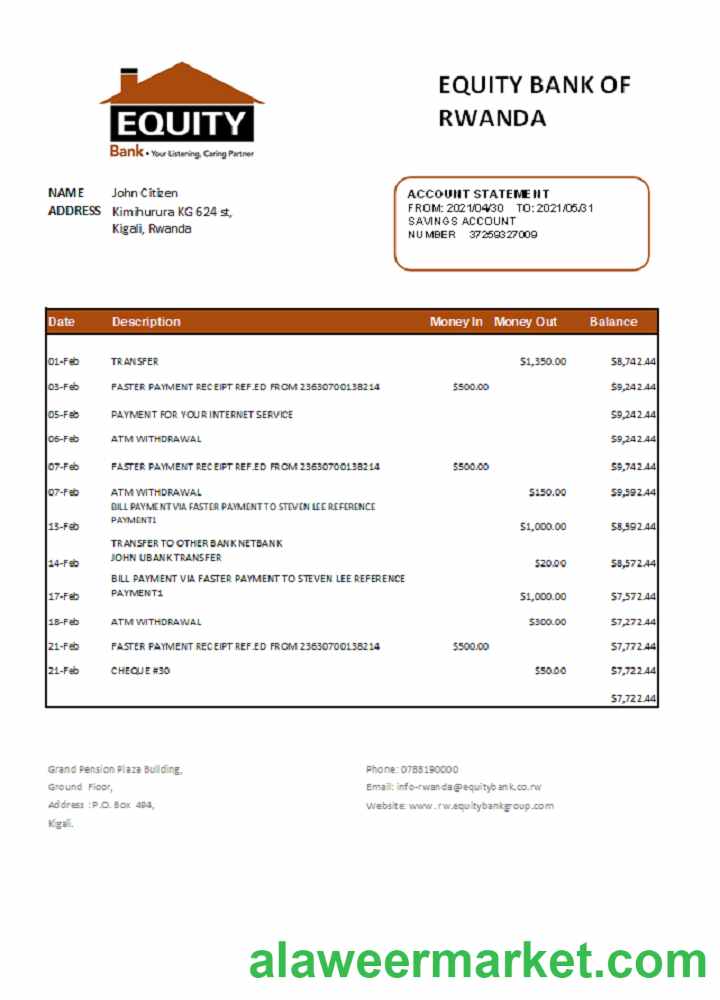 EQUITY
Bank • Your Listening, Caring Partner
EQUITY BANK OF
RWANDA
NAME John Citizen
ADDRESS Kimihurura KG 624 st,
Kigali, Rwanda
ACCOUNT STATEMENT
FROM: 2021/04/30 TO: 2021/05/31
SAVINGS ACCOUNT
NUMBER 37259327009
Date Description Money In Money Out Balance
01-Feb TRANSFER $1,350.00 $8,742.44
03-Feb FASTER PAYMENT RECEIPT REF.ED FROM 23630700138214 $500.00 $9,242.44
05-Feb PAYMENT FOR YOUR INTERNET SERVICE $9,242.44
06-Feb ATM WITHDRAWAL $9,242.44
07-Feb FASTER PAYMENT RECEIPT REF.ED FROM 23630700138214 $500.00 $9,742.44
07-Feb ATM WITHDRAWAL $150.00 $9,592.44
BILL PAYMENT VIA FASTER PAYMENT TO STEVEN LEE REFERENCE
PAYMENT1
13-Feb $1,000.00 $8,592.44
TRANSFER TO OTHER BANK NETBANK
JOHN UBANK TRANSFER
14-Feb $20.00 $8,572.44
BILL PAYMENT VIA FASTER PAYMENT TO STEVEN LEE REFERENCE
17-Feb PAYMENT1 $1,000.00 $7,572.44
18-Feb ATM WITHDRAWAL $300.00 $7,272.44
21-Feb FASTER PAYMENT RECEIPT REF.ED FROM 23630700138214 $500.00 $7,772.44
21-Feb CHEQUE #30 $50.00 $7,722.44
$7,722.44
Grand Pension Plaza Building,
Ground Floor,
Address : P.O. Box 494,
Kigali.
Phone: 0788190000
Email: info-rwanda@equitybank.co.rw
Website: www.rw.equitybankgroup.com
alaweermarket.com